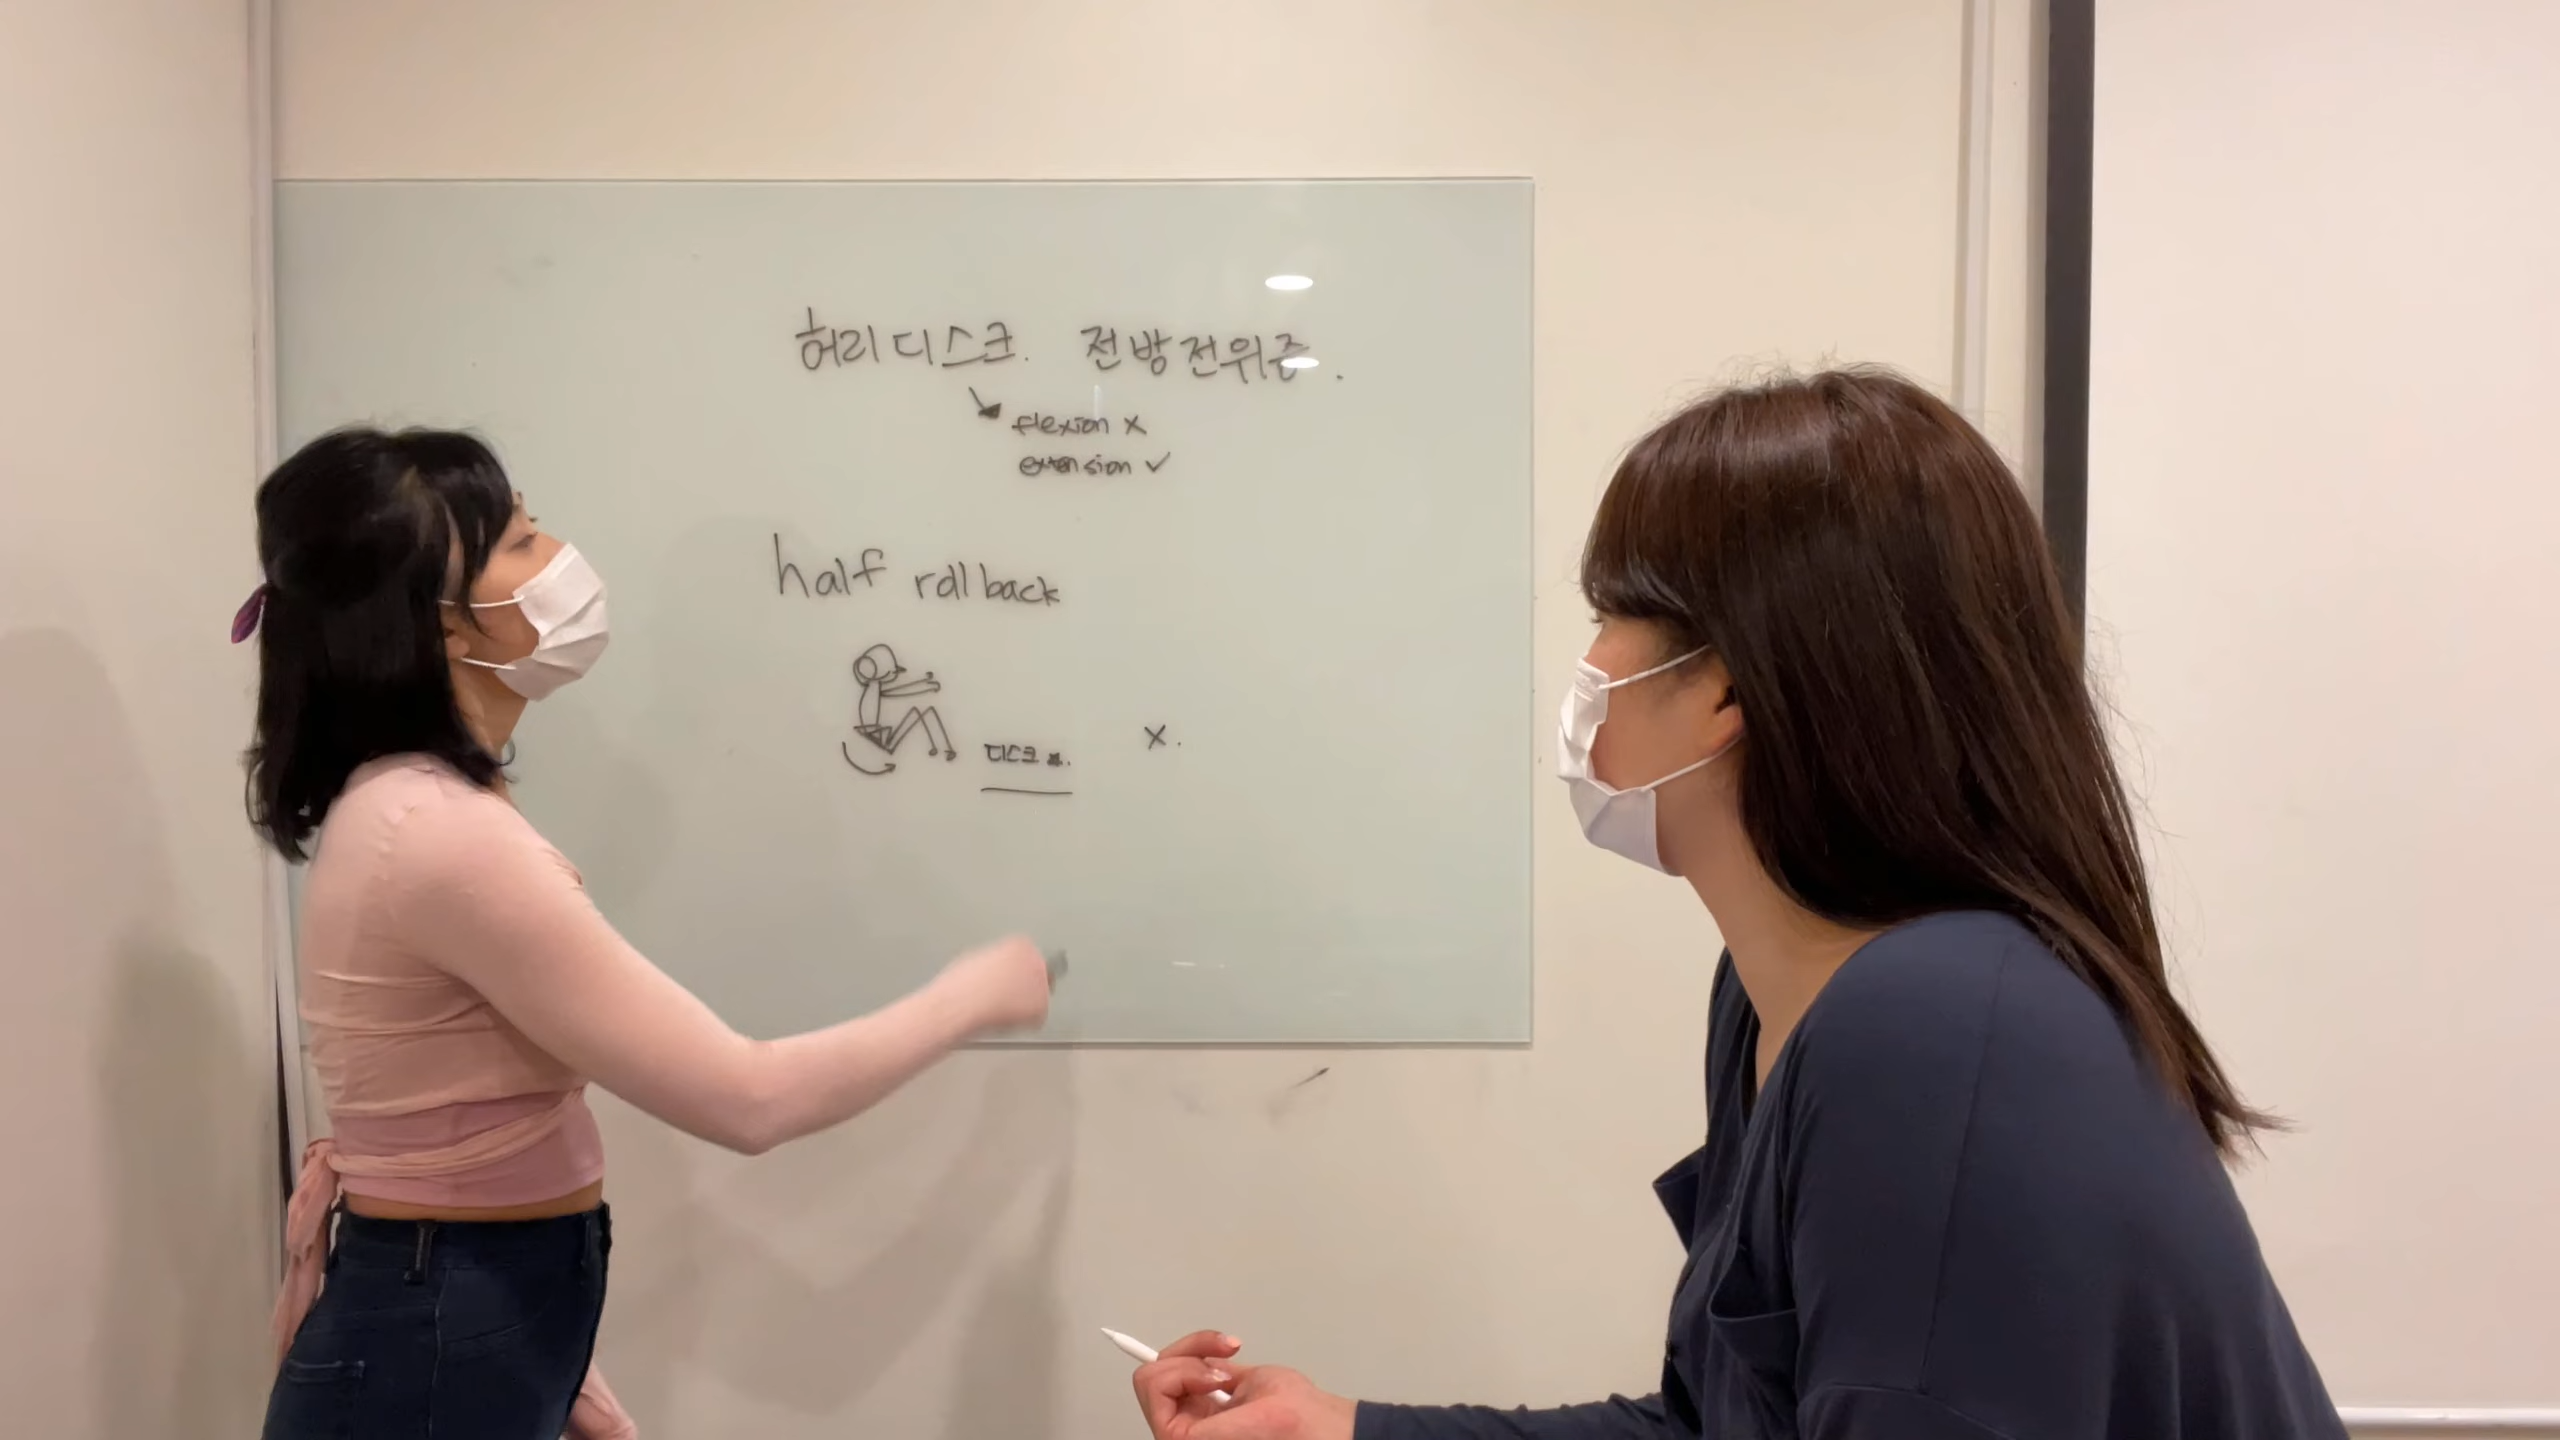 허리디스크. 전방전위증.
flexion x
extension ✓
half roll back
디스크 x.
x.